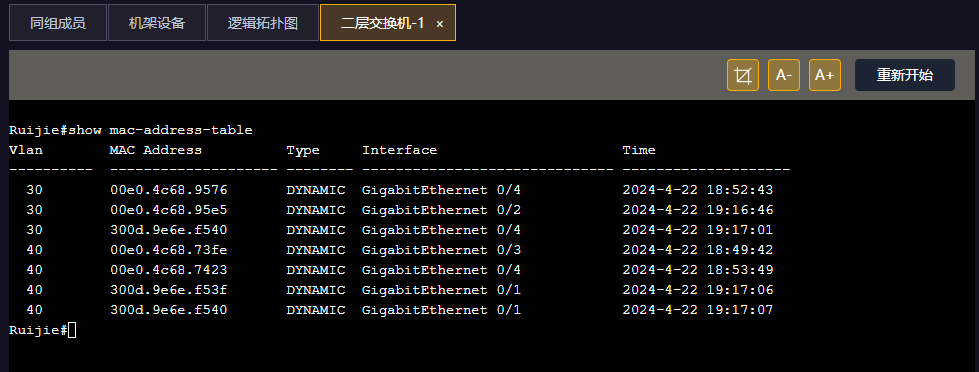 同组成员 机架设备 逻辑拓扑图 二层交换机-1 ×
A- A+ 重新开始
Ruijie#show mac-address-table
Vlan        MAC Address          Type     Interface                      Time
----------  -------------------- -------- ------------------------------ --------------------
  30        00e0.4c68.9576       DYNAMIC  GigabitEthernet 0/4            2024-4-22 18:52:43
  30        00e0.4c68.95e5       DYNAMIC  GigabitEthernet 0/2            2024-4-22 19:16:46
  30        300d.9e6e.f540       DYNAMIC  GigabitEthernet 0/4            2024-4-22 19:17:01
  40        00e0.4c68.73fe       DYNAMIC  GigabitEthernet 0/3            2024-4-22 18:49:42
  40        00e0.4c68.7423       DYNAMIC  GigabitEthernet 0/4            2024-4-22 18:53:49
  40        300d.9e6e.f53f       DYNAMIC  GigabitEthernet 0/1            2024-4-22 19:17:06
  40        300d.9e6e.f540       DYNAMIC  GigabitEthernet 0/1            2024-4-22 19:17:07
Ruijie#